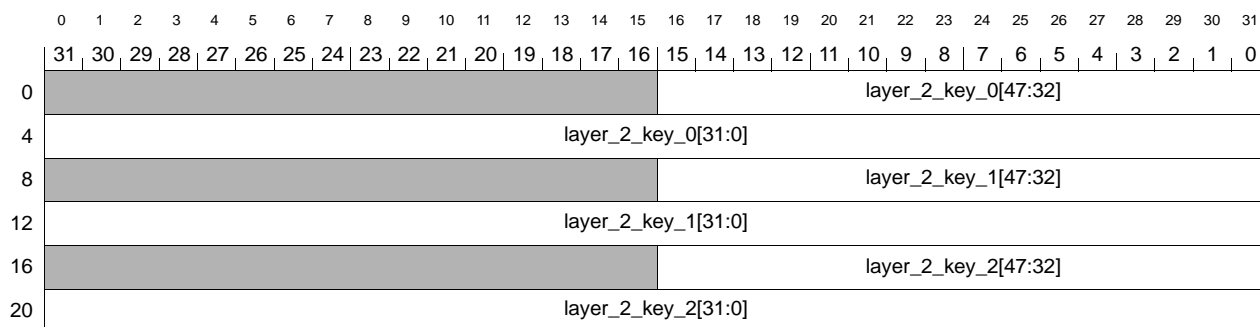 0 1 2 3 4 5 6 7 8 9 10 11 12 13 14 15 16 17 18 19 20 21 22 23 24 25 26 27 28 29 30 31
31 30 29 28 27 26 25 24 23 22 21 20 19 18 17 16 15 14 13 12 11 10 9 8 7 6 5 4 3 2 1 0
0 layer_2_key_0[47:32]
4 layer_2_key_0[31:0]
8 layer_2_key_1[47:32]
12 layer_2_key_1[31:0]
16 layer_2_key_2[47:32]
20 layer_2_key_2[31:0]